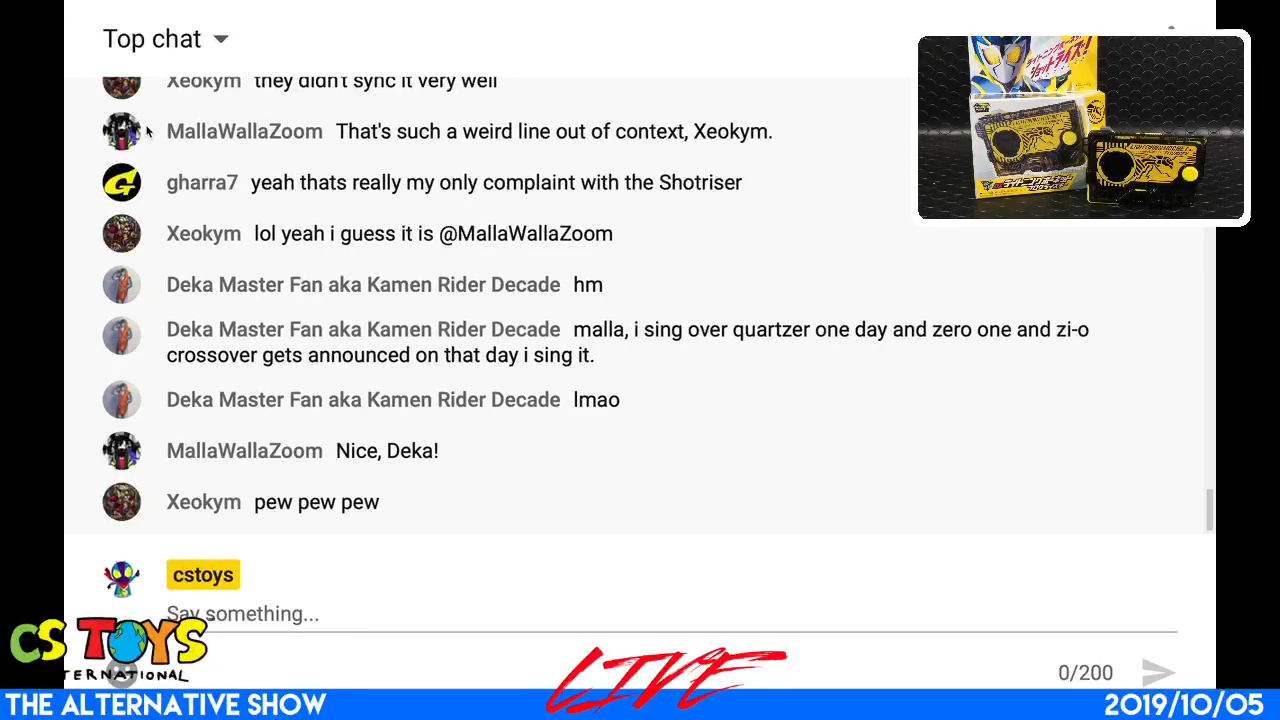 Top chat
Xeokym they didn't sync it very well
MallaWallaZoom That's such a weird line out of context, Xeokym.
gharra7 yeah thats really my only complaint with the Shotriser
Xeokym lol yeah i guess it is @MallaWallaZoom
Deka Master Fan aka Kamen Rider Decade hm
Deka Master Fan aka Kamen Rider Decade malla, i sing over quartzer one day and zero one and zi-o
crossover gets announced on that day i sing it.
Deka Master Fan aka Kamen Rider Decade lmao
MallaWallaZoom Nice, Deka!
Xeokym pew pew pew
cstoys
Say something...
0/200
CS TOYS
TERNATIONAL
LIVE
THE ALTERNATIVE SHOW
2019/10/05